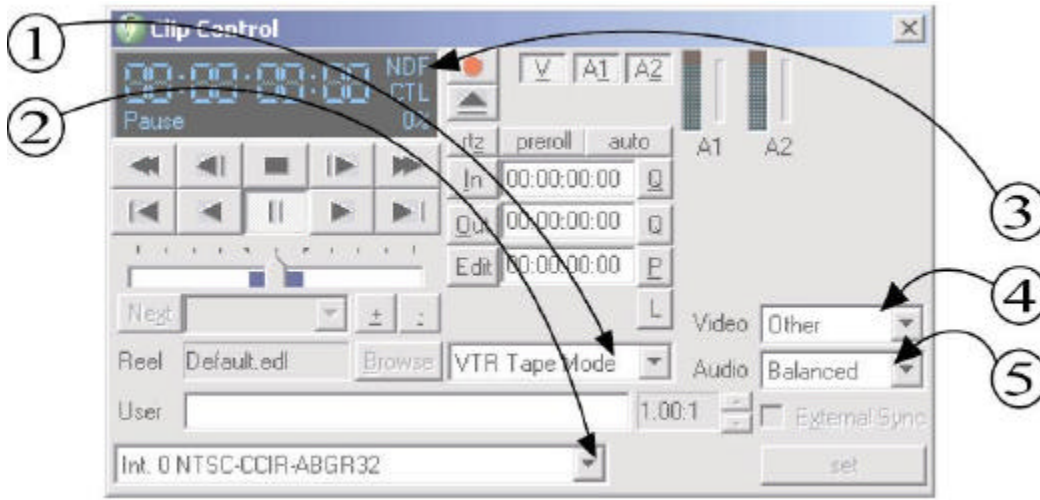 1
Clip Control
2
00:00:00:00 NDF
CTL
Pause 0%
V A1 A2
A1 A2
rtz preroll auto
In 00:00:00:00 Q
3
Out 00:00:00:00 Q
Edit 00:00:00:00 P
4
Next + - L Video Other
Reel Default.edl Browse VTR Tape Mode Audio Balanced
5
User 1.00:1 External Sync
Int. 0 NTSC-CCIR-ABGR32 set